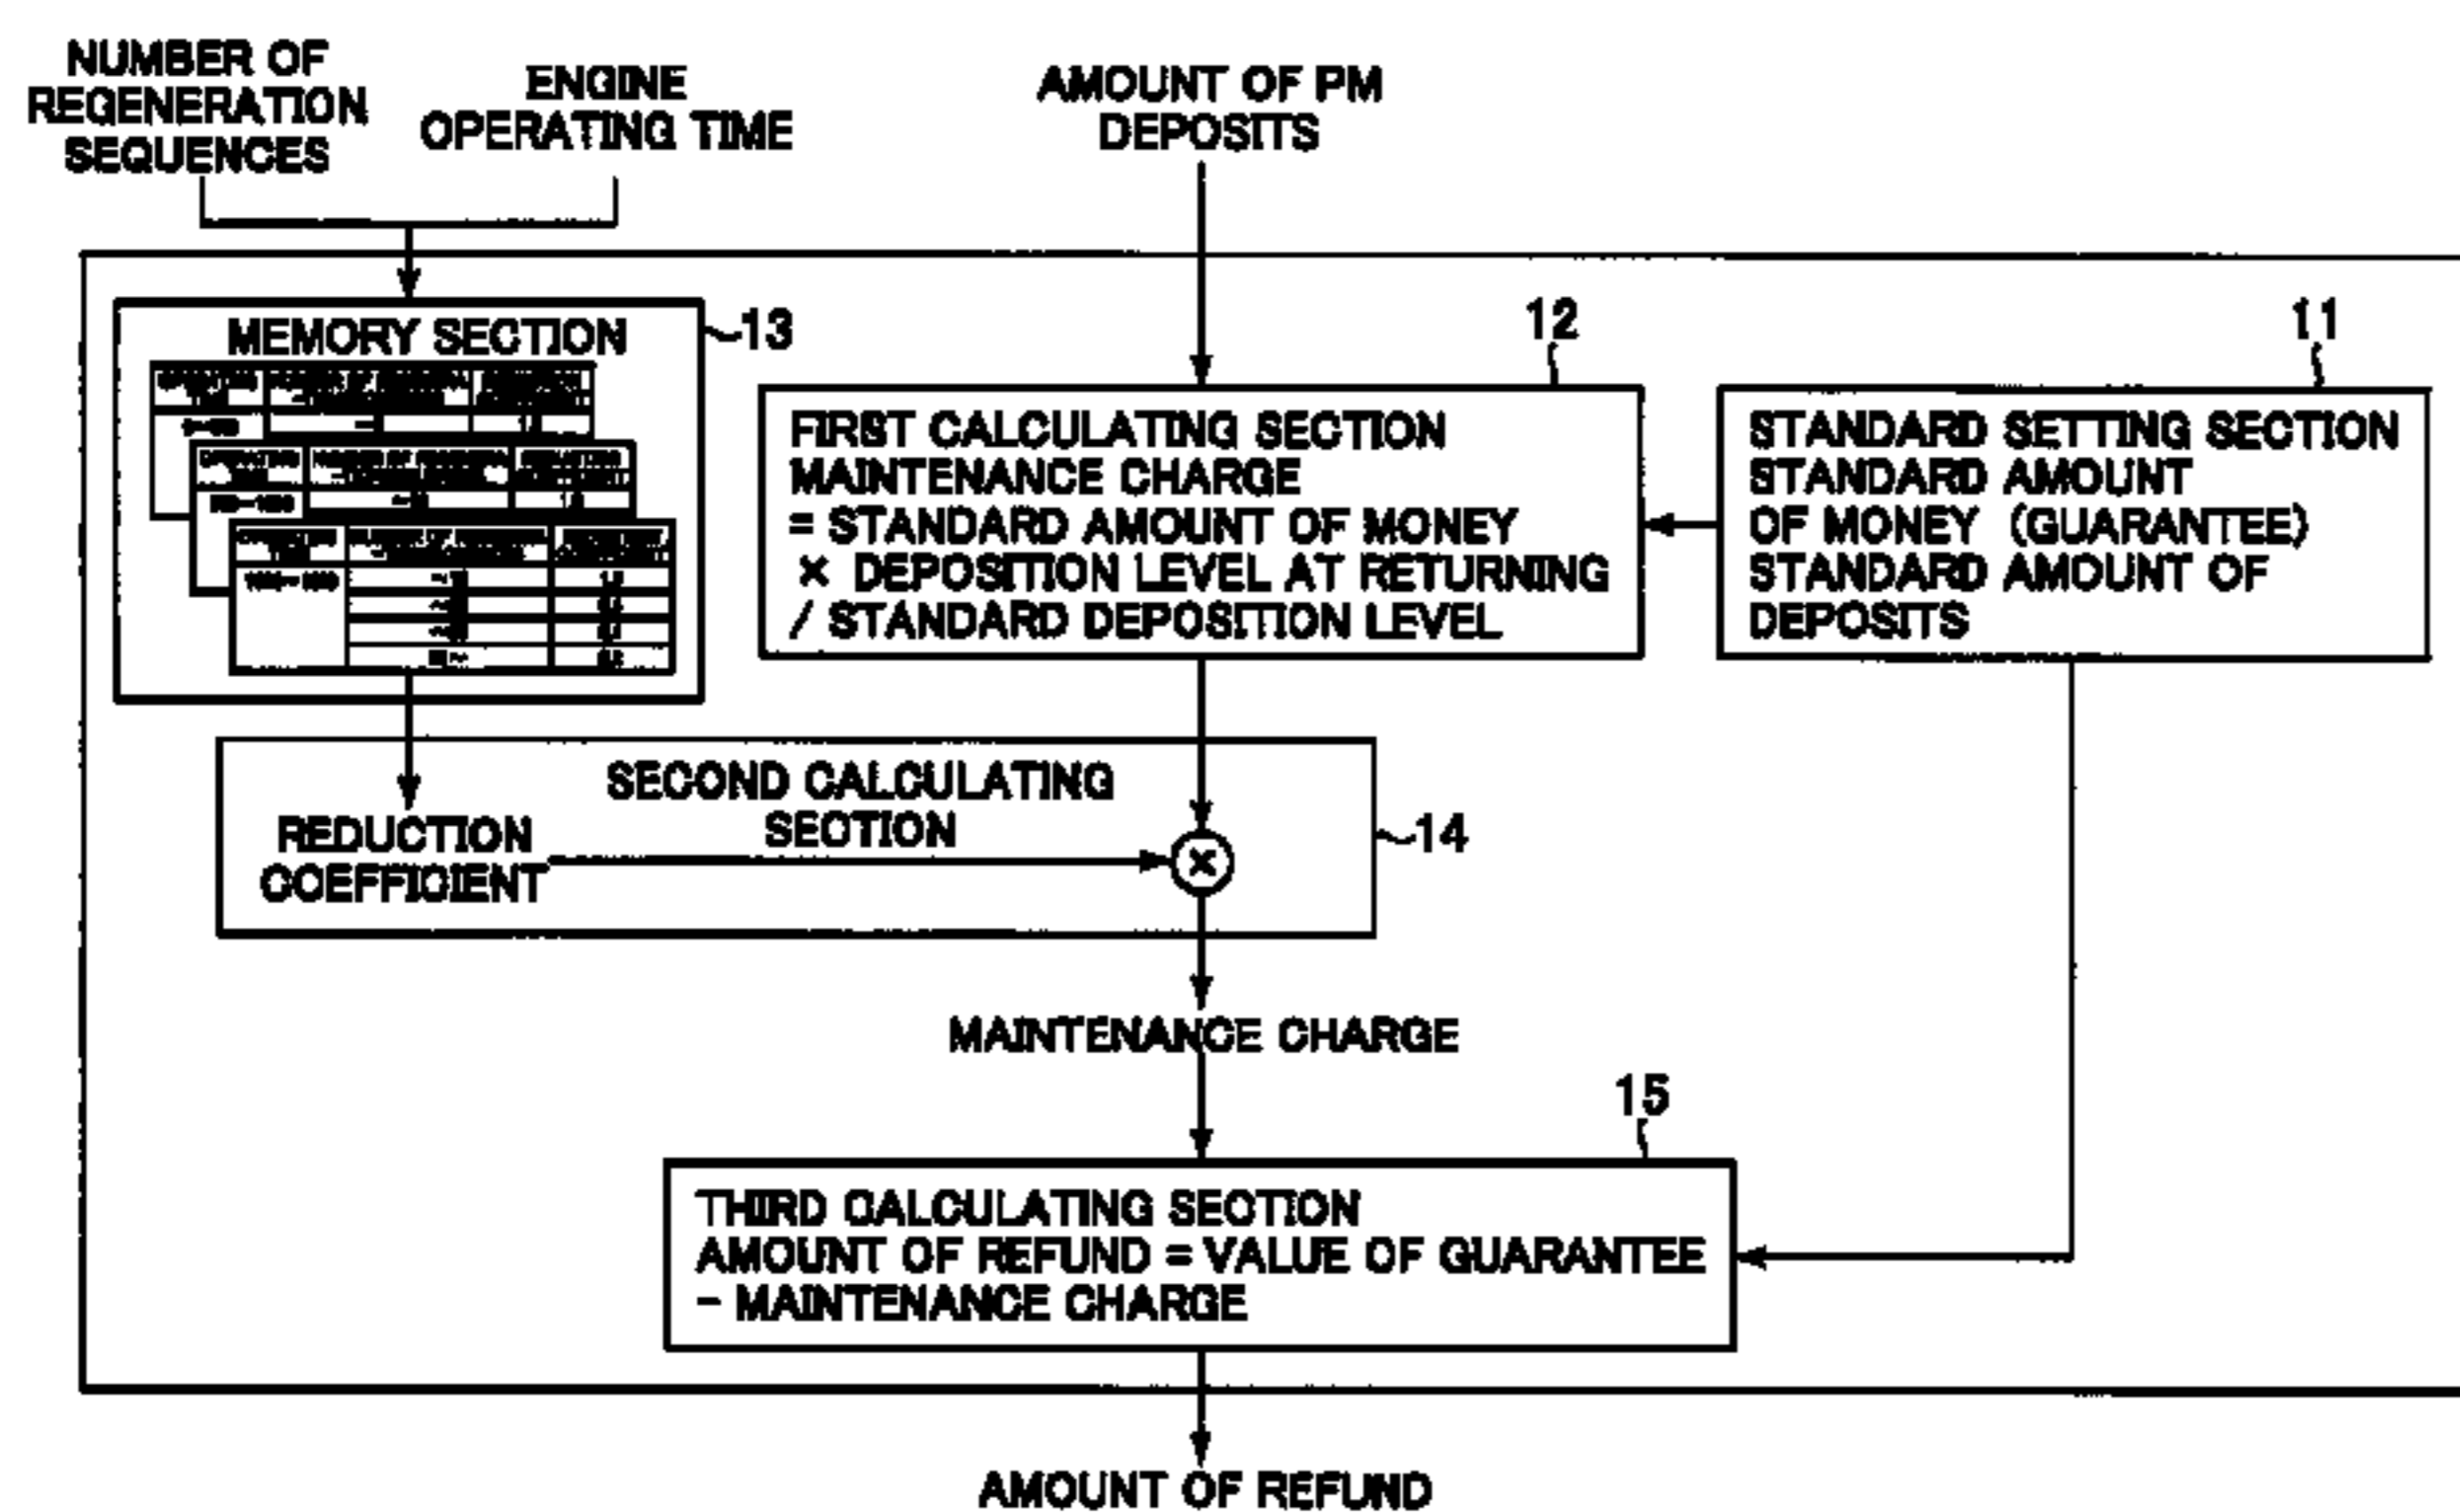 NUMBER OF
REGENERATION
SEQUENCES
ENGINE
OPERATING TIME
AMOUNT OF PM
DEPOSITS
MEMORY SECTION
13
12
FIRST CALCULATING SECTION
MAINTENANCE CHARGE
= STANDARD AMOUNT OF MONEY
× DEPOSITION LEVEL AT RETURNING
/ STANDARD DEPOSITION LEVEL
11
STANDARD SETTING SECTION
STANDARD AMOUNT
OF MONEY (GUARANTEE)
STANDARD AMOUNT OF
DEPOSITS
SECOND CALCULATING
SECTION
REDUCTION
COEFFICIENT
×
14
MAINTENANCE CHARGE
15
THIRD CALCULATING SECTION
AMOUNT OF REFUND = VALUE OF GUARANTEE
- MAINTENANCE CHARGE
AMOUNT OF REFUND